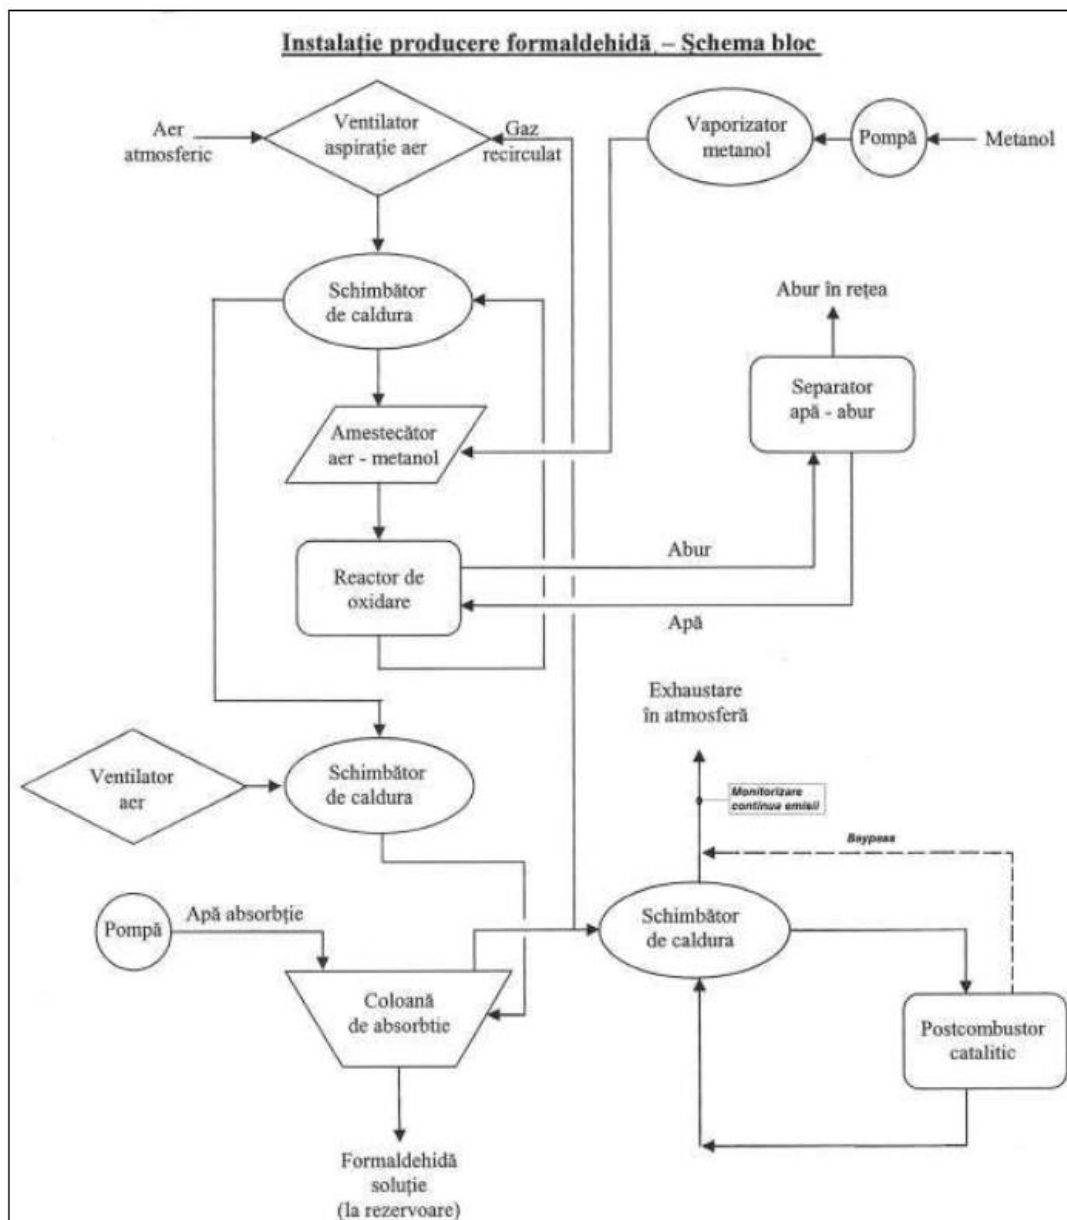 Instalație producere formaldehidă – Schema bloc
Aer
atmosferic
Ventilator
aspirație aer
Gaz
recirculat
Vaporizator
metanol
Pompă
Metanol
Schimbător
de caldura
Abur în rețea
Separator
apă - abur
Amestecător
aer - metanol
Reactor de
oxidare
Abur
Apă
Exhaustare
în atmosferă
Ventilator
aer
Schimbător
de caldura
Monitorizare
continua emisii
Baypass
Pompă
Apă absorbție
Schimbător
de caldura
Coloană
de absorbtie
Postcombustor
catalitic
Formaldehidă
soluție
(la rezervoare)